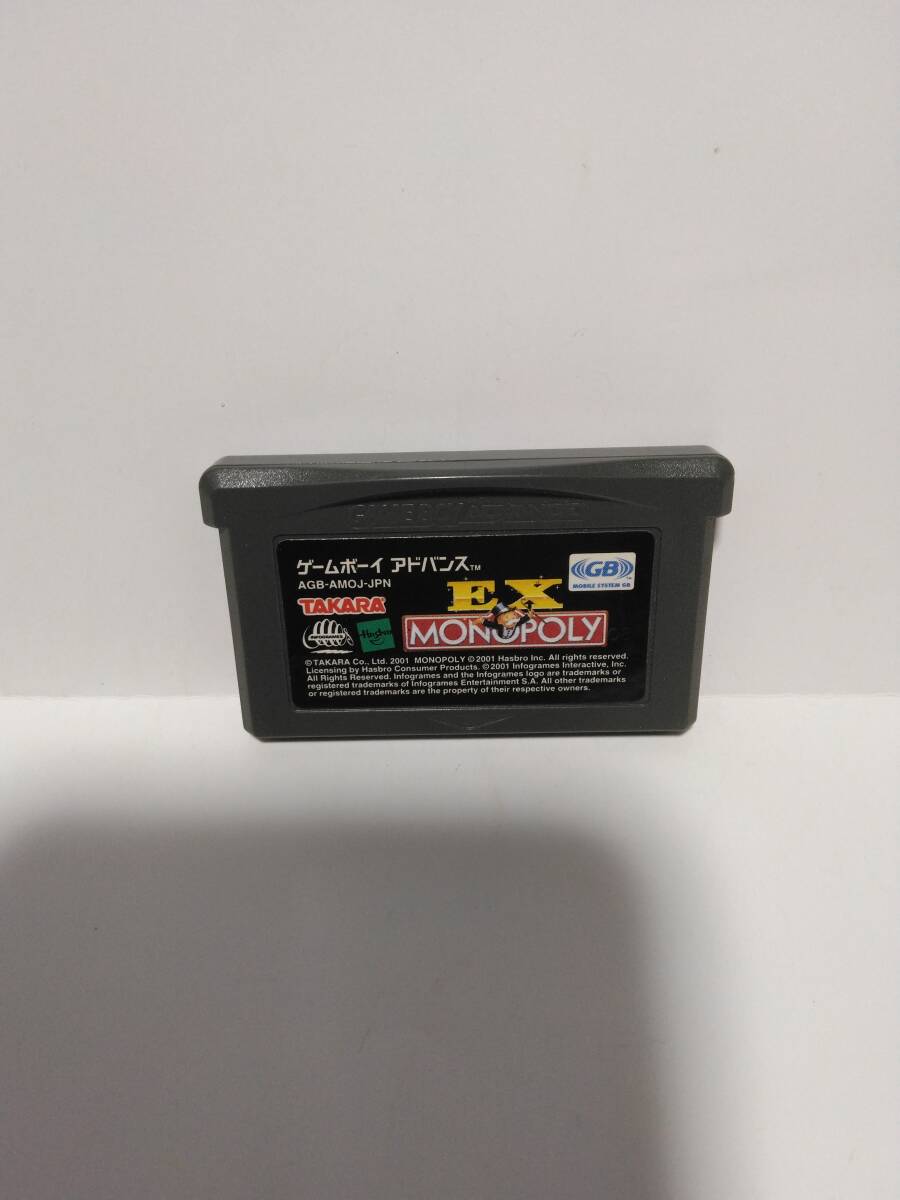 GAME BOY ADVANCE
ゲームボーイ アドバンス™
AGB-AMOJ-JPN
GB™
MOBILE SYSTEM GB
TAKARA
EX
MONOPOLY
INFOGRAMES
Hasbro
©TAKARA Co., Ltd. 2001 MONOPOLY ©2001 Hasbro Inc. All rights reserved.
Licensing by Hasbro Consumer Products. ©2001 Infogrames Interactive, Inc.
All Rights Reserved. Infogrames and the Infogrames logo are trademarks or
registered trademarks of Infogrames Entertainment S.A. All other trademarks
or registered trademarks are the property of their respective owners.